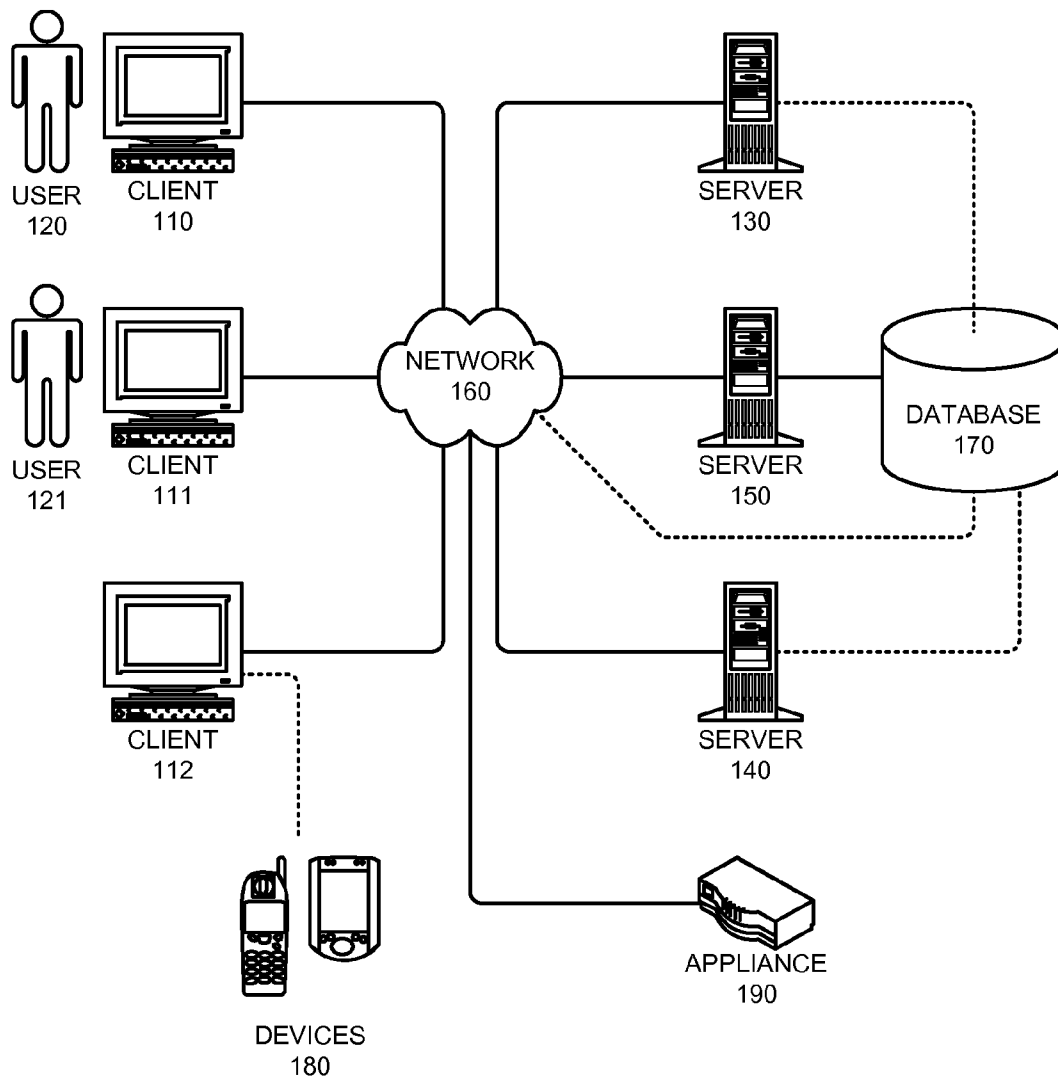 USER
120
CLIENT
110
SERVER
130
USER
121
CLIENT
111
NETWORK
160
SERVER
150
DATABASE
170
CLIENT
112
SERVER
140
DEVICES
180
APPLIANCE
190